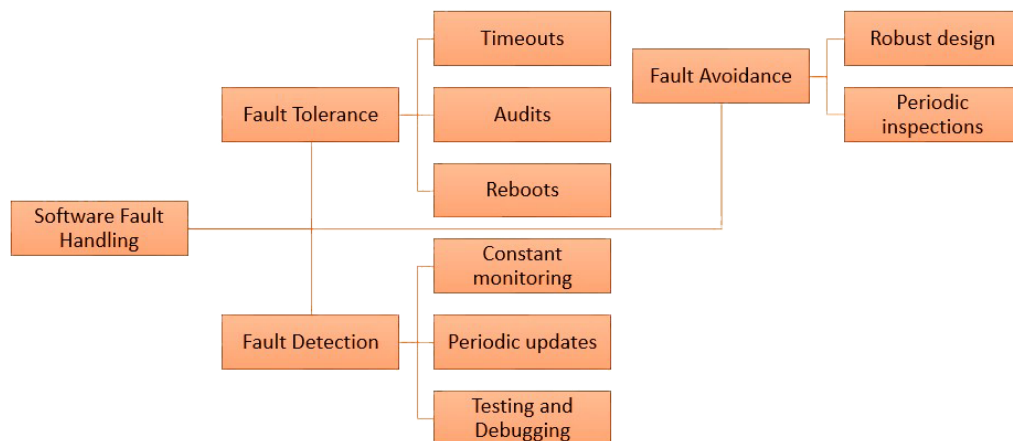 Software Fault
Handling
Fault Tolerance
Timeouts
Audits
Reboots
Fault Detection
Constant
monitoring
Periodic updates
Testing and
Debugging
Fault Avoidance
Robust design
Periodic
inspections